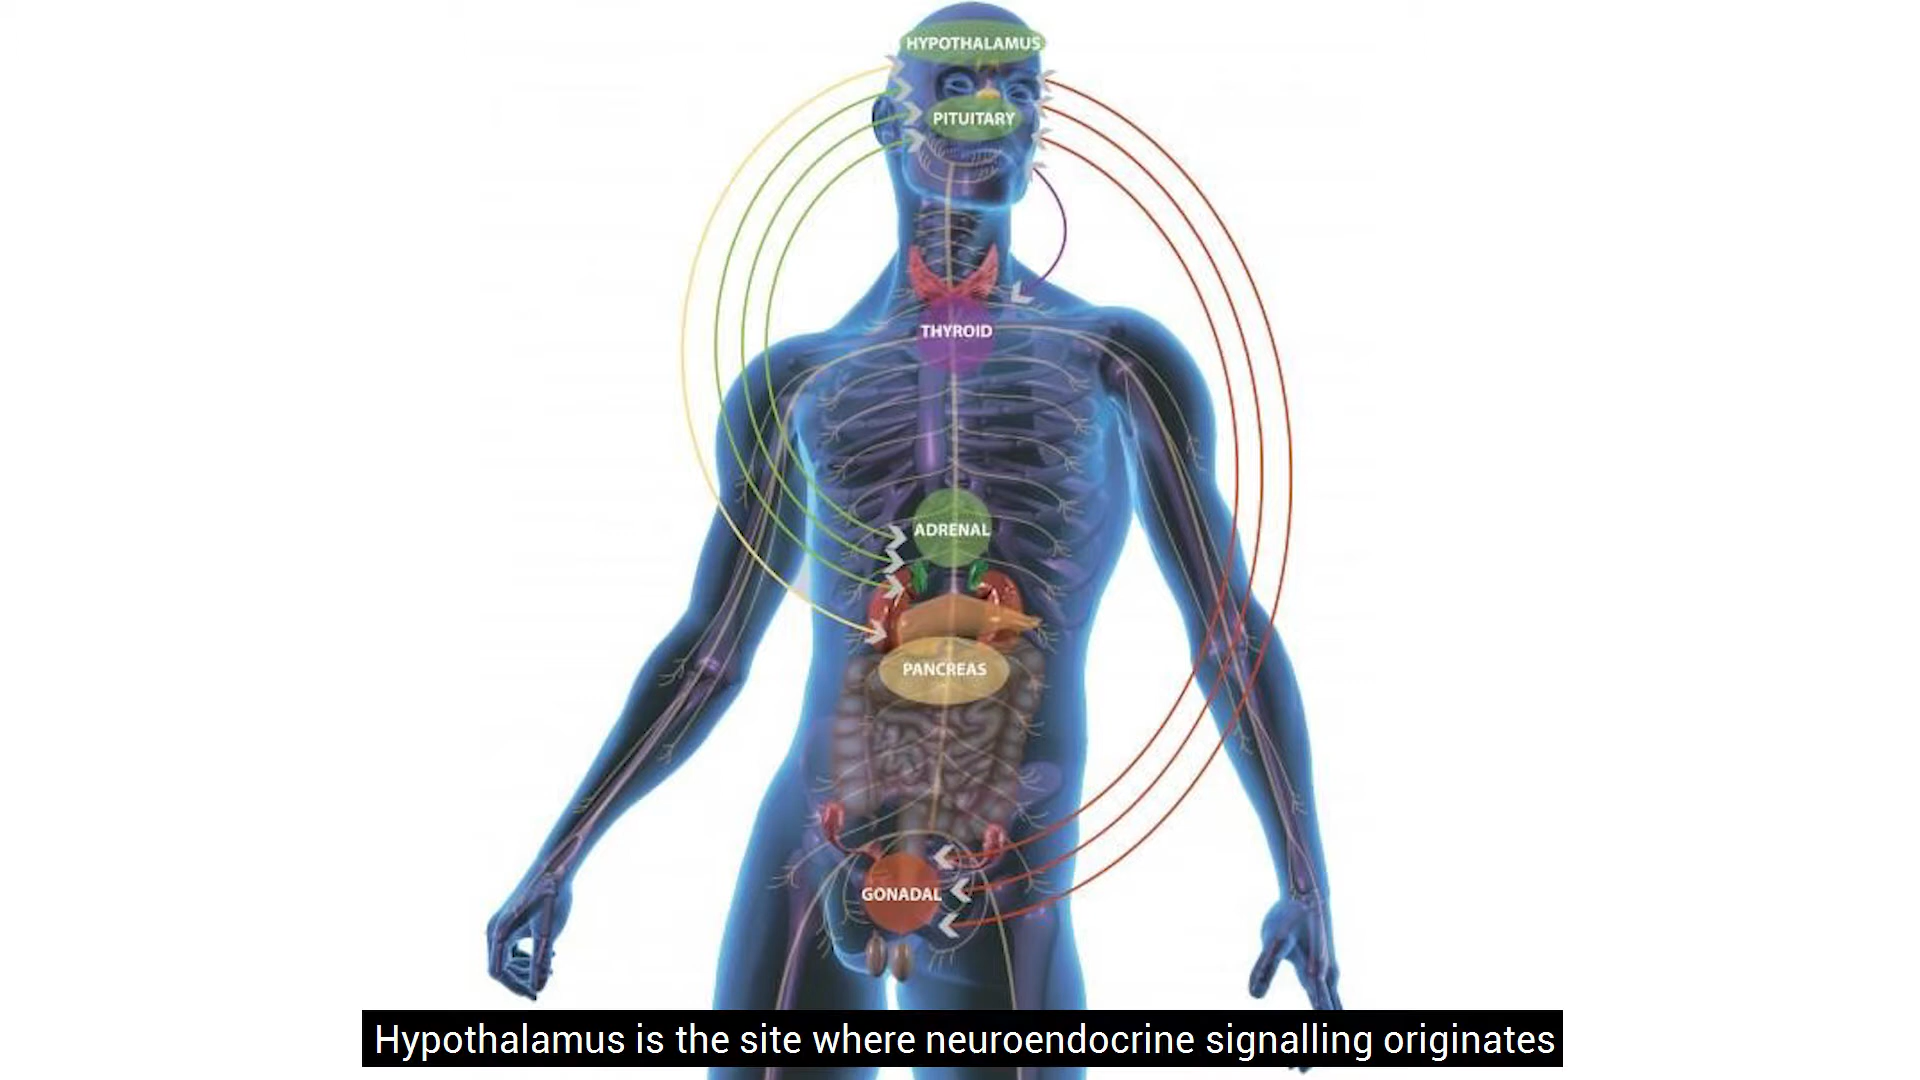 HYPOTHALAMUS
PITUITARY
THYROID
ADRENAL
PANCREAS
GONADAL
Hypothalamus is the site where neuroendocrine signalling originates